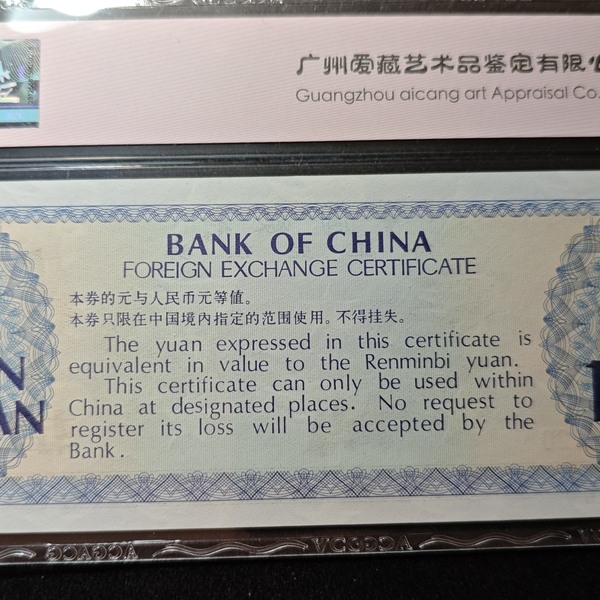 广州爱藏艺术品鉴定有限
Guangzhou aicang art Appraisal Co.
BANK OF CHINA
FOREIGN EXCHANGE CERTIFICATE
本券的元与人民币元等值。
本券只限在中国境内指定的范围使用。不得挂失。
The yuan expressed in this certificate is
equivalent in value to the Renminbi yuan.
This certificate can only be used within
China at designated places. No request to
register its loss will be accepted by the
Bank.
N
AN